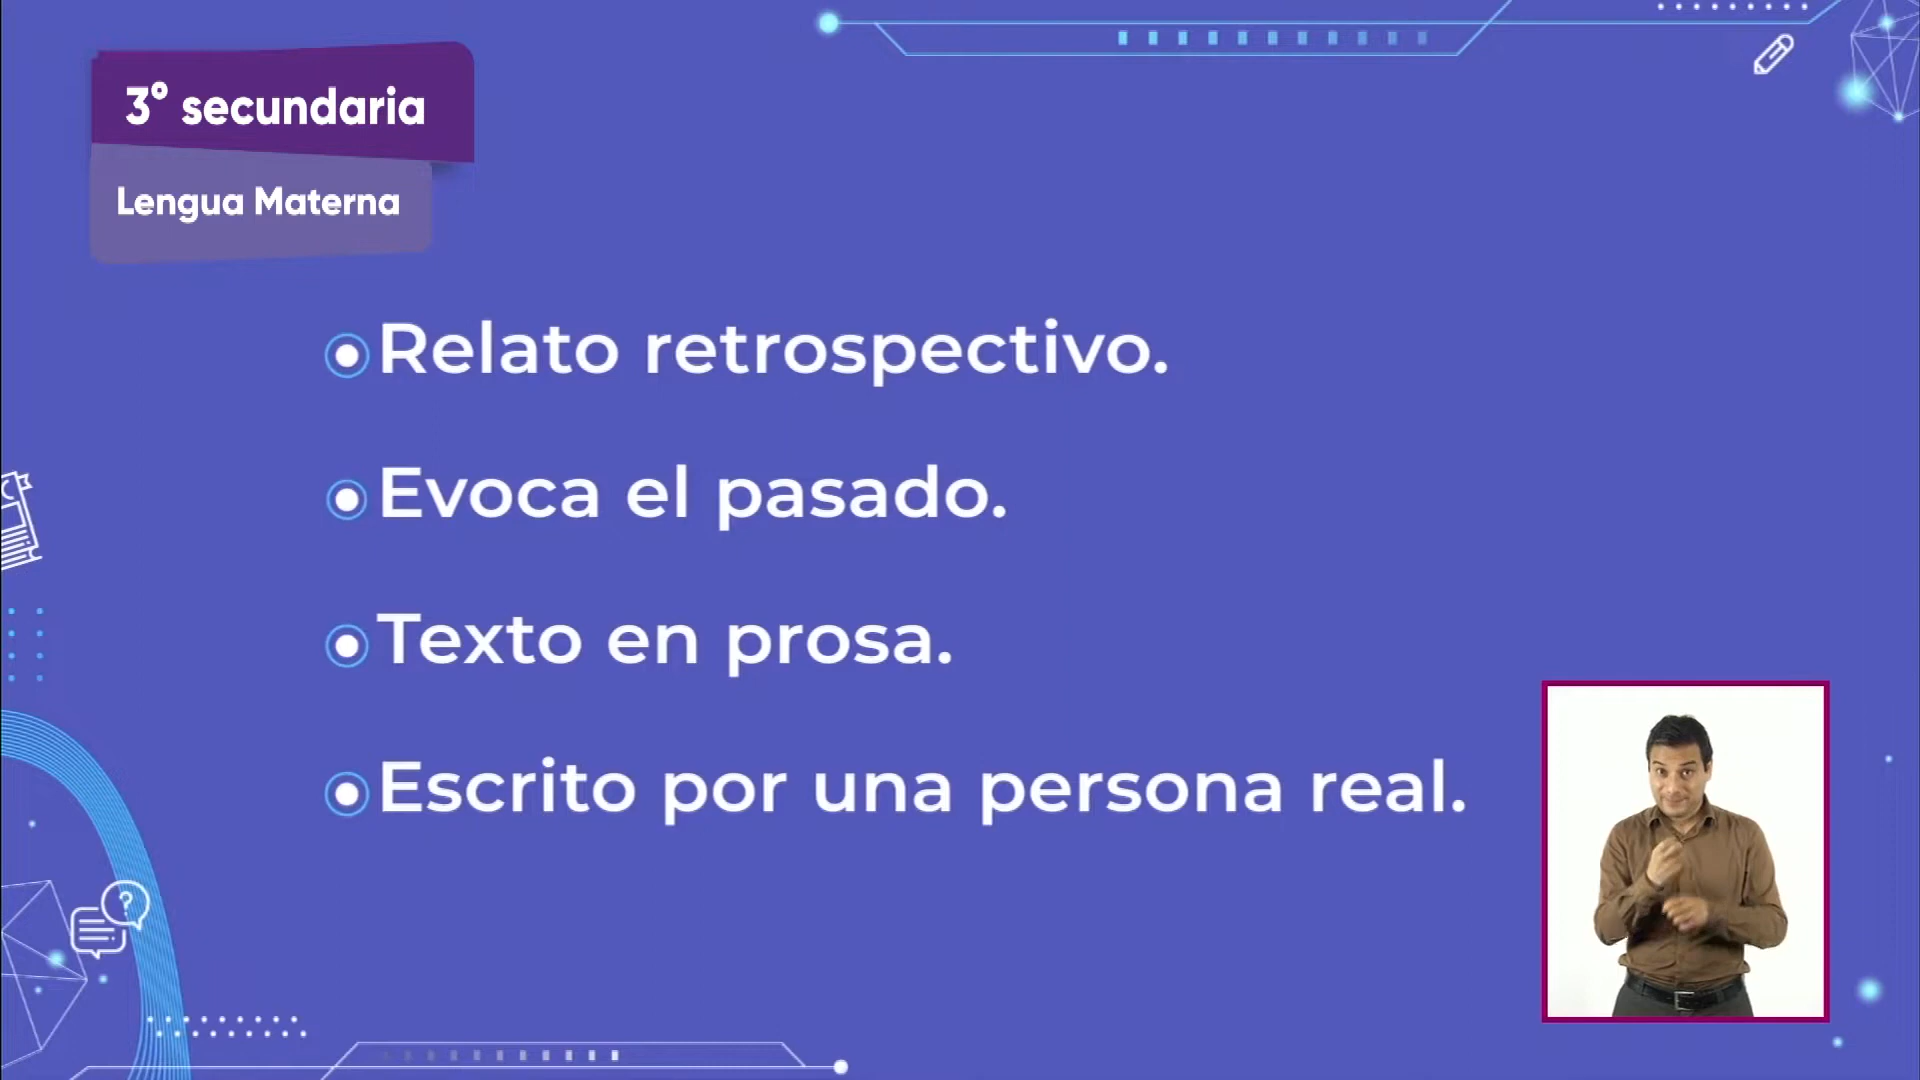 3° secundaria
Lengua Materna
Relato retrospectivo.
Evoca el pasado.
Texto en prosa.
Escrito por una persona real.
?